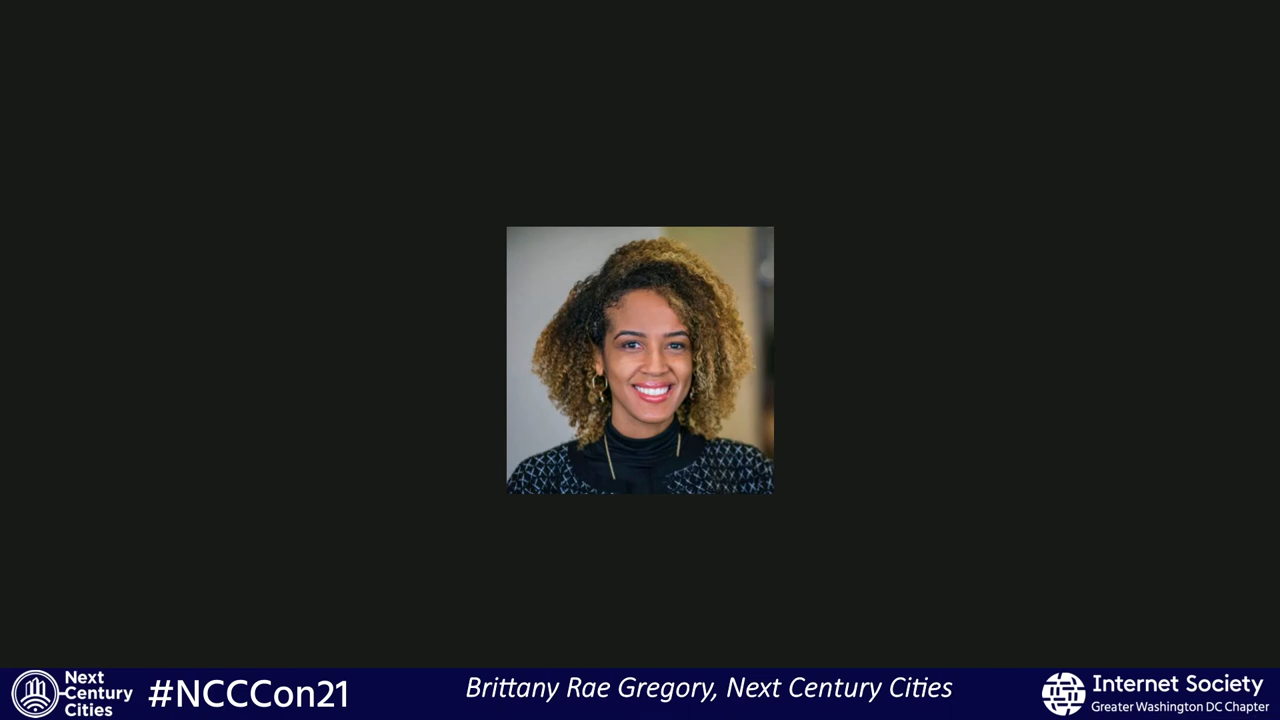 Next
Century
Cities
#NCCCon21
Brittany Rae Gregory, Next Century Cities
Internet Society
Greater Washington DC Chapter